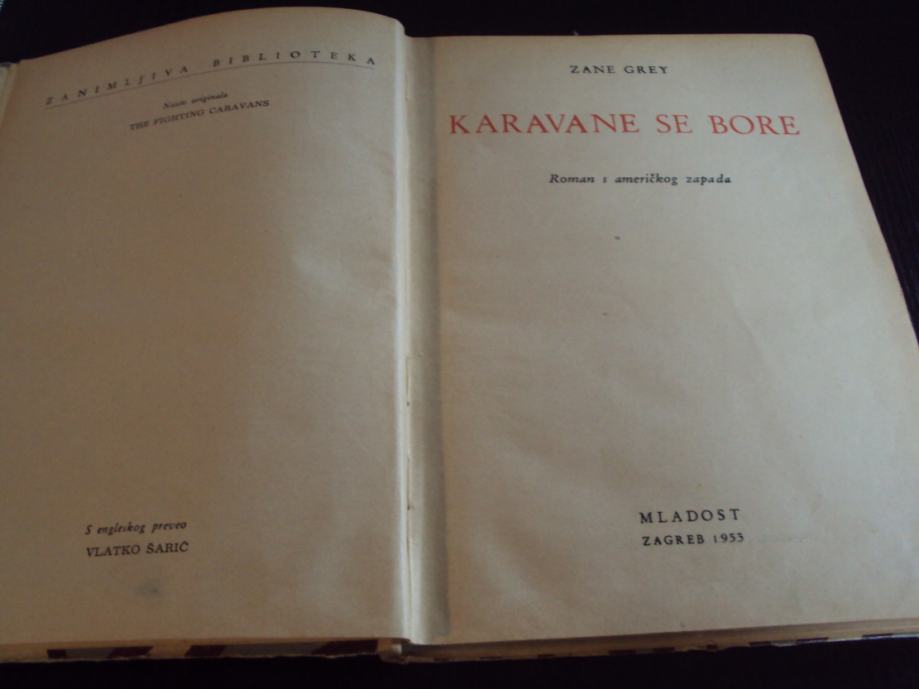 ZANIMLJIVA BIBLIOTEKA
Naslov originala
THE FIGHTING CARAVANS
S engleskog preveo
VLATKO ŠARIĆ
ZANE GREY
KARAVANE SE BORE
Roman s američkog zapada
MLADOST
ZAGREB 1953